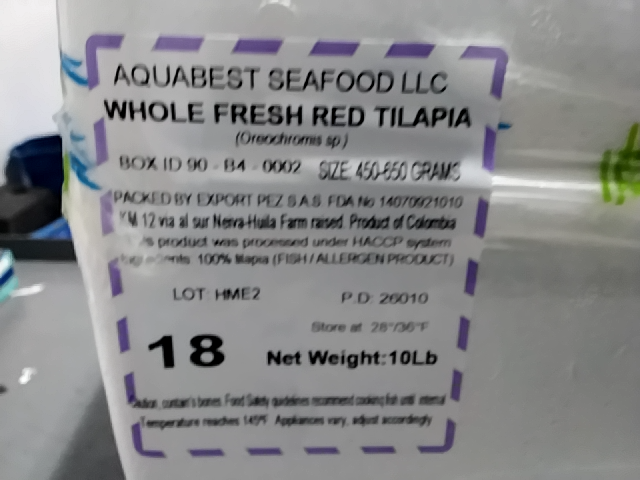 AQUABEST SEAFOOD LLC
WHOLE FRESH RED TILAPIA
(Oreochromis sp)
BOX ID 90 - B4 - 0002 SIZE: 450-650 GRAMS
PACKED BY EXPORT PEZ S.A.S. FDA No 14070921010
KM 12 via al sur Neiva-Huila Farm raised. Product of Colombia
product was processed under HACCP system
100% tilapia (FISH / ALLERGEN PRODUCT)
LOT: HME2 P.D: 26010
Store at: 28°/36°F
18 Net Weight:10Lb
contain's bones. Food Safety guidelines recommend cooking fish until internal
Temperature reaches 145°F. Appliances vary, adjust accordingly